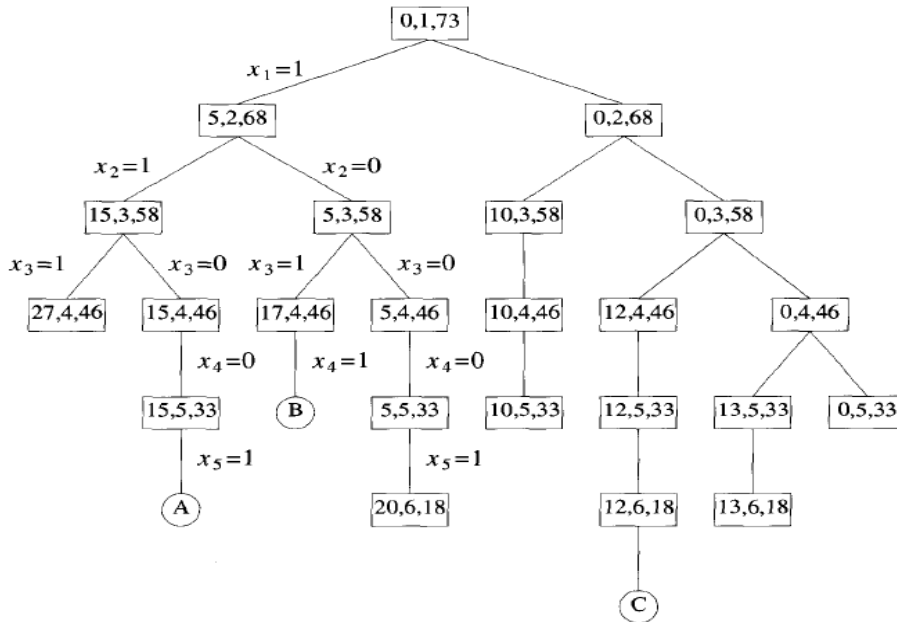 0,1,73
x₁=1
5,2,68 0,2,68
x₂=1 x₂=0
15,3,58 5,3,58 10,3,58 0,3,58
x₃=1 x₃=0 x₃=1 x₃=0
27,4,46 15,4,46 17,4,46 5,4,46 10,4,46 12,4,46 0,4,46
x₄=0 x₄=1 x₄=0
15,5,33 B 5,5,33 10,5,33 12,5,33 13,5,33 0,5,33
x₅=1 x₅=1
A 20,6,18 12,6,18 13,6,18
C